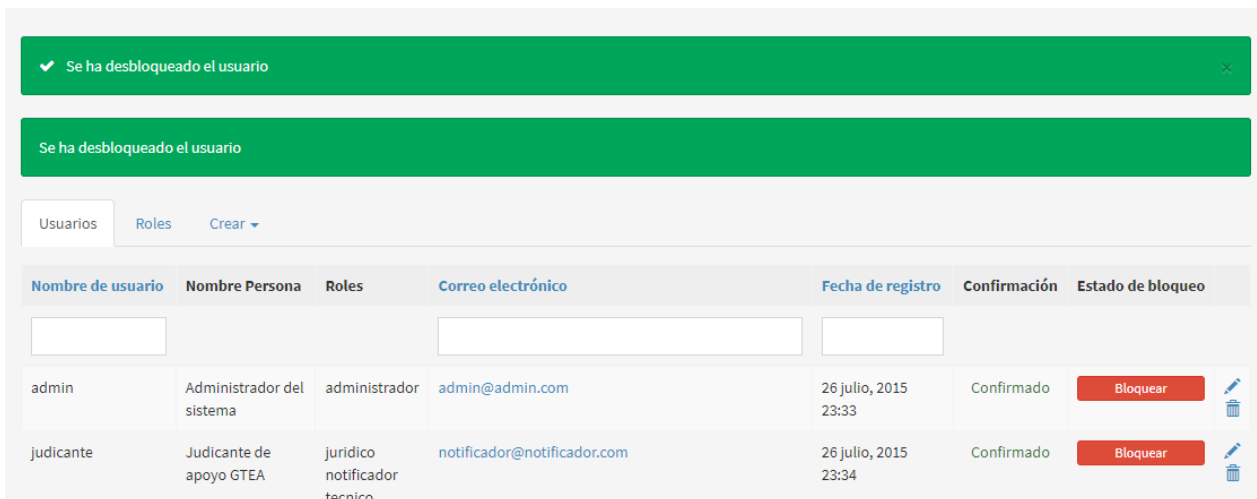 Se ha desbloqueado el usuario
×
Se ha desbloqueado el usuario
Usuarios Roles Crear
Nombre de usuario Nombre Persona Roles Correo electrónico Fecha de registro Confirmación Estado de bloqueo
admin Administrador del administrador admin@admin.com 26 julio, 2015 Confirmado Bloquear
sistema 23:33
judicante Judicante de juridico notificador@notificador.com 26 julio, 2015 Confirmado Bloquear
apoyo GTEA notificador 23:34
tecnico